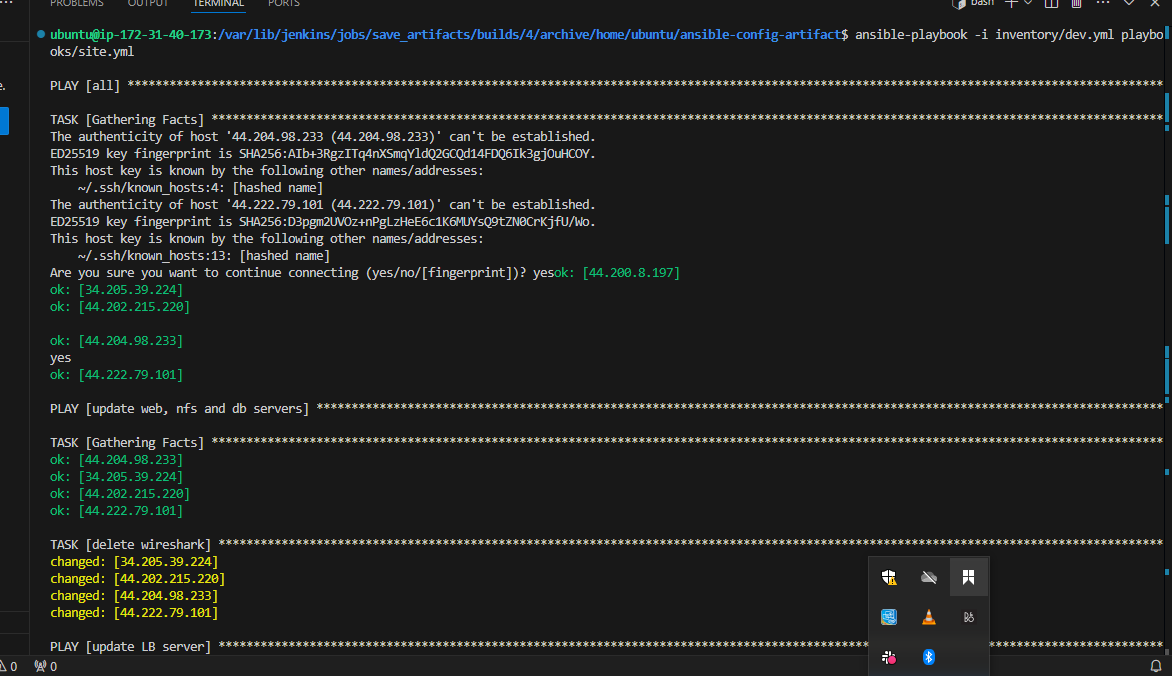 PROBLEMS OUTPUT TERMINAL PORTS bash
ubuntu@ip-172-31-40-173:/var/lib/jenkins/jobs/save_artifacts/builds/4/archive/home/ubuntu/ansible-config-artifact$ ansible-playbook -i inventory/dev.yml playbo
oks/site.yml
PLAY [all] ****************************************************************************************************************************************************
TASK [Gathering Facts] ****************************************************************************************************************************************
The authenticity of host '44.204.98.233 (44.204.98.233)' can't be established.
ED25519 key fingerprint is SHA256:AIb+3RgzITq4nXSmqYldQ2GCQd14FDQ6Ik3gjOuHCOY.
This host key is known by the following other names/addresses:
~/.ssh/known_hosts:4: [hashed name]
The authenticity of host '44.222.79.101 (44.222.79.101)' can't be established.
ED25519 key fingerprint is SHA256:D3pgm2UVOz+nPgLzHeE6c1K6MUYsQ9tZN0CrKjfU/Wo.
This host key is known by the following other names/addresses:
~/.ssh/known_hosts:13: [hashed name]
Are you sure you want to continue connecting (yes/no/[fingerprint])? yesok: [44.200.8.197]
ok: [34.205.39.224]
ok: [44.202.215.220]
ok: [44.204.98.233]
yes
ok: [44.222.79.101]
PLAY [update web, nfs and db servers] *************************************************************************************************************************
TASK [Gathering Facts] ****************************************************************************************************************************************
ok: [44.204.98.233]
ok: [34.205.39.224]
ok: [44.202.215.220]
ok: [44.222.79.101]
TASK [delete wireshark] ***************************************************************************************************************************************
changed: [34.205.39.224]
changed: [44.202.215.220]
changed: [44.204.98.233]
changed: [44.222.79.101]
PLAY [update LB server] ***************************************************************************************************************************************
0 0